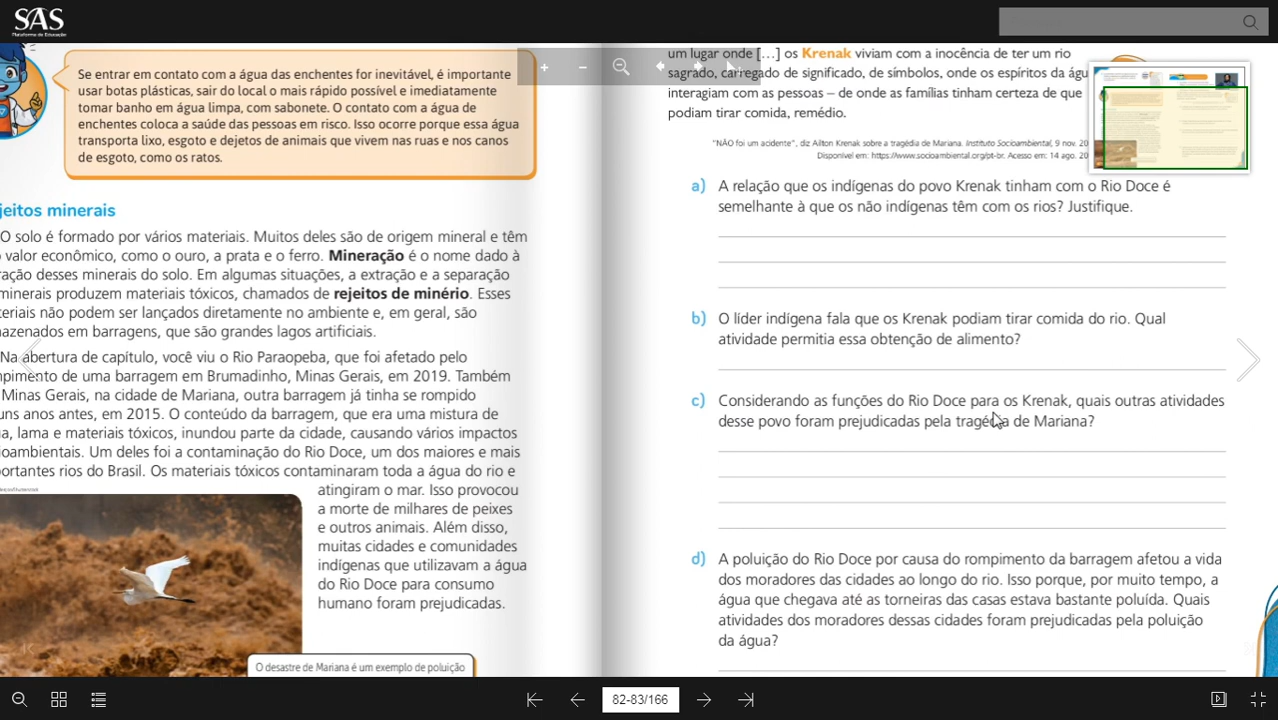 SAS
Plataforma de Educação
Se entrar em contato com a água das enchentes for inevitável, é importante
usar botas plásticas, sair do local o mais rápido possível e imediatamente
tomar banho em água limpa, com sabonete. O contato com a água de
enchentes coloca a saúde das pessoas em risco. Isso ocorre porque essa água
transporta lixo, esgoto e dejetos de animais que vivem nas ruas e nos canos
de esgoto, como os ratos.
jeitos minerais
O solo é formado por vários materiais. Muitos deles são de origem mineral e têm
valor econômico, como o ouro, a prata e o ferro. Mineração é o nome dado à
ração desses minerais do solo. Em algumas situações, a extração e a separação
minerais produzem materiais tóxicos, chamados de rejeitos de minério. Esses
teriais não podem ser lançados diretamente no ambiente e, em geral, são
azenados em barragens, que são grandes lagos artificiais.
Na abertura de capítulo, você viu o Rio Paraopeba, que foi afetado pelo
mpimento de uma barragem em Brumadinho, Minas Gerais, em 2019. Também
Minas Gerais, na cidade de Mariana, outra barragem já tinha se rompido
uns anos antes, em 2015. O conteúdo da barragem, que era uma mistura de
a, lama e materiais tóxicos, inundou parte da cidade, causando vários impactos
ioambientais. Um deles foi a contaminação do Rio Doce, um dos maiores e mais
portantes rios do Brasil. Os materiais tóxicos contaminaram toda a água do rio e
atingiram o mar. Isso provocou
a morte de milhares de peixes
e outros animais. Além disso,
muitas cidades e comunidades
indígenas que utilizavam a água
do Rio Doce para consumo
humano foram prejudicadas.
O desastre de Mariana é um exemplo de poluição
um lugar onde [...] os Krenak viviam com a inocência de ter um rio
sagrado, carregado de significado, de símbolos, onde os espíritos da águ
interagiam com as pessoas – de onde as famílias tinham certeza de que
podiam tirar comida, remédio.
"NÃO foi um acidente", diz Ailton Krenak sobre a tragédia de Mariana. Instituto Socioambiental, 9 nov. 20
Disponível em: https://www.socioambiental.org/pt-br. Acesso em: 14 ago. 20
a) A relação que os indígenas do povo Krenak tinham com o Rio Doce é
semelhante à que os não indígenas têm com os rios? Justifique.
b) O líder indígena fala que os Krenak podiam tirar comida do rio. Qual
atividade permitia essa obtenção de alimento?
c) Considerando as funções do Rio Doce para os Krenak, quais outras atividades
desse povo foram prejudicadas pela tragédia de Mariana?
d) A poluição do Rio Doce por causa do rompimento da barragem afetou a vida
dos moradores das cidades ao longo do rio. Isso porque, por muito tempo, a
água que chegava até as torneiras das casas estava bastante poluída. Quais
atividades dos moradores dessas cidades foram prejudicadas pela poluição
da água?
82-83/166